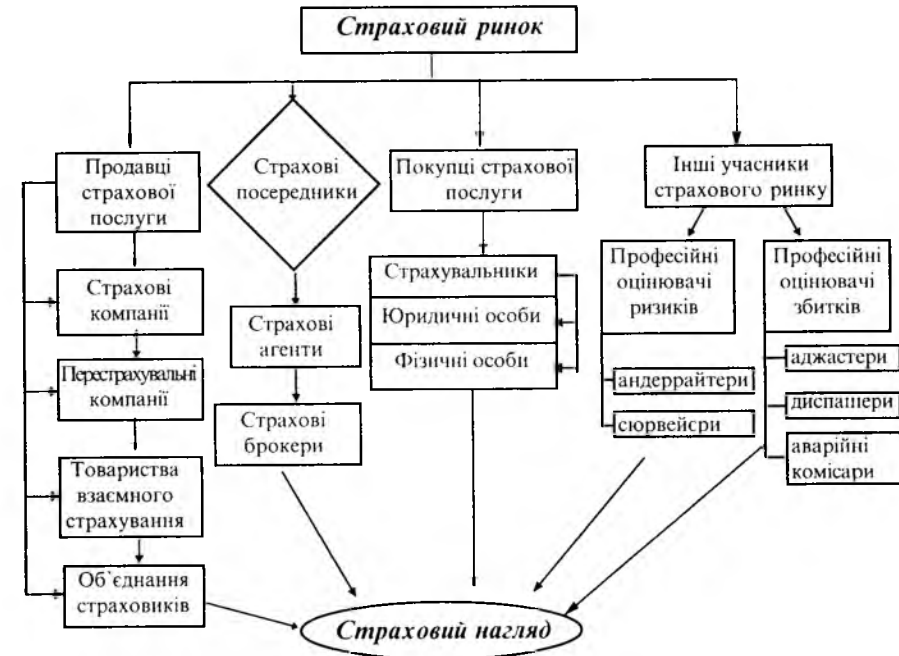 Страховий ринок
Продавці
страхової
послуги
Страхові
посередники
Покупці страхової
послуги
Інші учасники
страхового ринку
Страхові
компанії
Перестрахувальні
компанії
Товариства
взаємного
страхування
Об`єднання
страховиків
Страхові
агенти
Страхові
брокери
Страхувальники
Юридичні особи
Фізичні особи
Професійні
оцінювачі
ризиків
андеррайтери
сюрвейєри
Професійні
оцінювачі
збитків
аджастери
диспашери
аварійні
комісари
Страховий нагляд